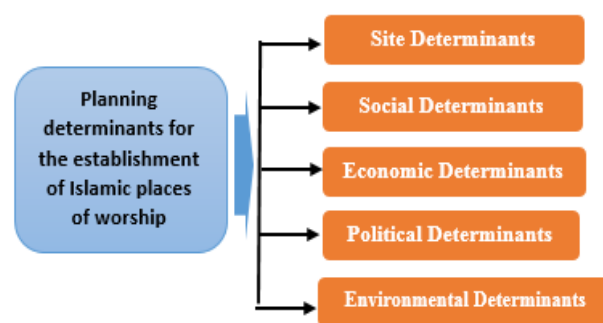 Planning
determinants for
the establishment
of Islamic places
of worship
Site Determinants
Social Determinants
Economic Determinants
Political Determinants
Environmental Determinants